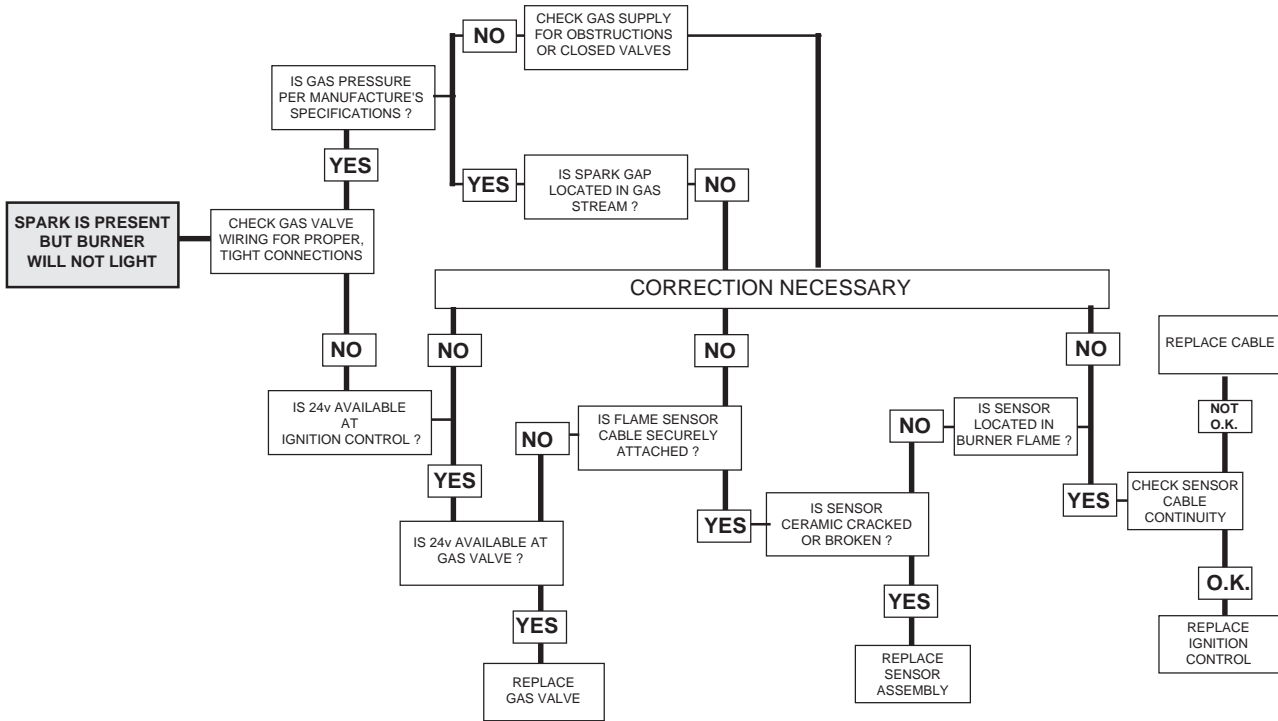 CHECK GAS SUPPLY
FOR OBSTRUCTIONS
OR CLOSED VALVES
NO
IS GAS PRESSURE
PER MANUFACTURE'S
SPECIFICATIONS ?
YES
YES
IS SPARK GAP
LOCATED IN GAS
STREAM ?
NO
SPARK IS PRESENT
BUT BURNER
WILL NOT LIGHT
CHECK GAS VALVE
WIRING FOR PROPER,
TIGHT CONNECTIONS
CORRECTION NECESSARY
NO
NO
NO
NO
REPLACE CABLE
IS 24v AVAILABLE
AT
IGNITION CONTROL ?
NO
IS FLAME SENSOR
CABLE SECURELY
ATTACHED ?
NO
IS SENSOR
LOCATED IN
BURNER FLAME ?
NOT
O.K.
YES
IS 24v AVAILABLE AT
GAS VALVE ?
YES
IS SENSOR
CERAMIC CRACKED
OR BROKEN ?
YES
CHECK SENSOR
CABLE
CONTINUITY
YES
YES
O.K.
REPLACE
GAS VALVE
REPLACE
SENSOR
ASSEMBLY
REPLACE
IGNITION
CONTROL